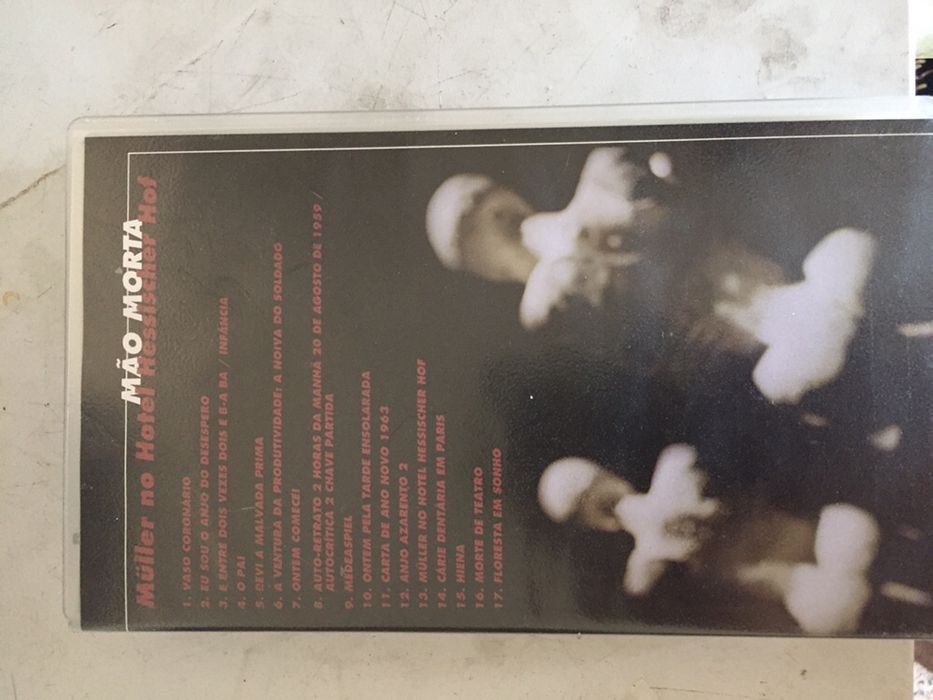 MÃO MORTA
Müller no Hotel Hessischer Hof
1. VASO CORONÁRIO
2. EU SOU O ANJO DO DESESPERO
3. E ENTRE DOIS VEZES DOIS E B-A BA / INFÂNCIA
4. O PAI
5. REVI A MALVADA PRIMA
6. A VENTURA DA PRODUTIVIDADE: A NOIVA DO SOLDADO
7. ONTEM COMECEI
8. AUTO-RETRATO 2 HORAS DA MANHÃ 20 DE AGOSTO DE 1959 /
AUTOCRÍTICA 2 CHAVE PARTIDA
9. MEDEASPIEL
10. ONTEM PELA TARDE ENSOLARADA
11. CARTA DE ANO NOVO 1963
12. ANJO AZARENTO 2
13. MÜLLER NO HOTEL HESSISCHER HOF
14. CÁRIE DENTÁRIA EM PARIS
15. HIENA
16. MORTE DE TEATRO
17. FLORESTA EM SONHO